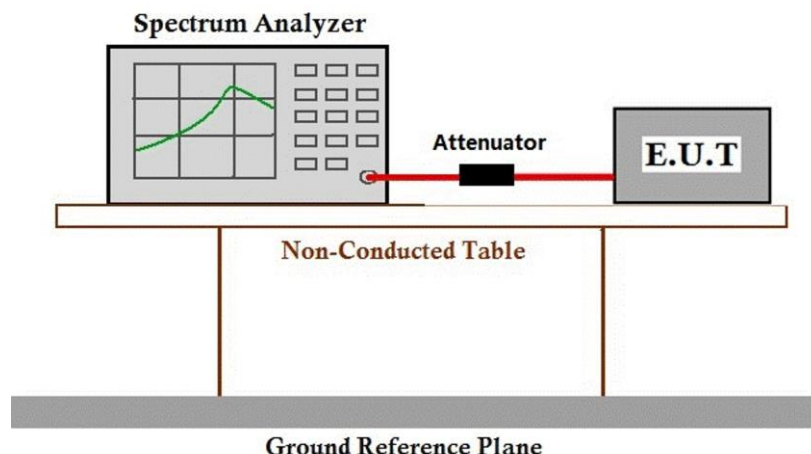 Spectrum Analyzer
Attenuator
E.U.T
Non-Conducted Table
Ground Reference Plane